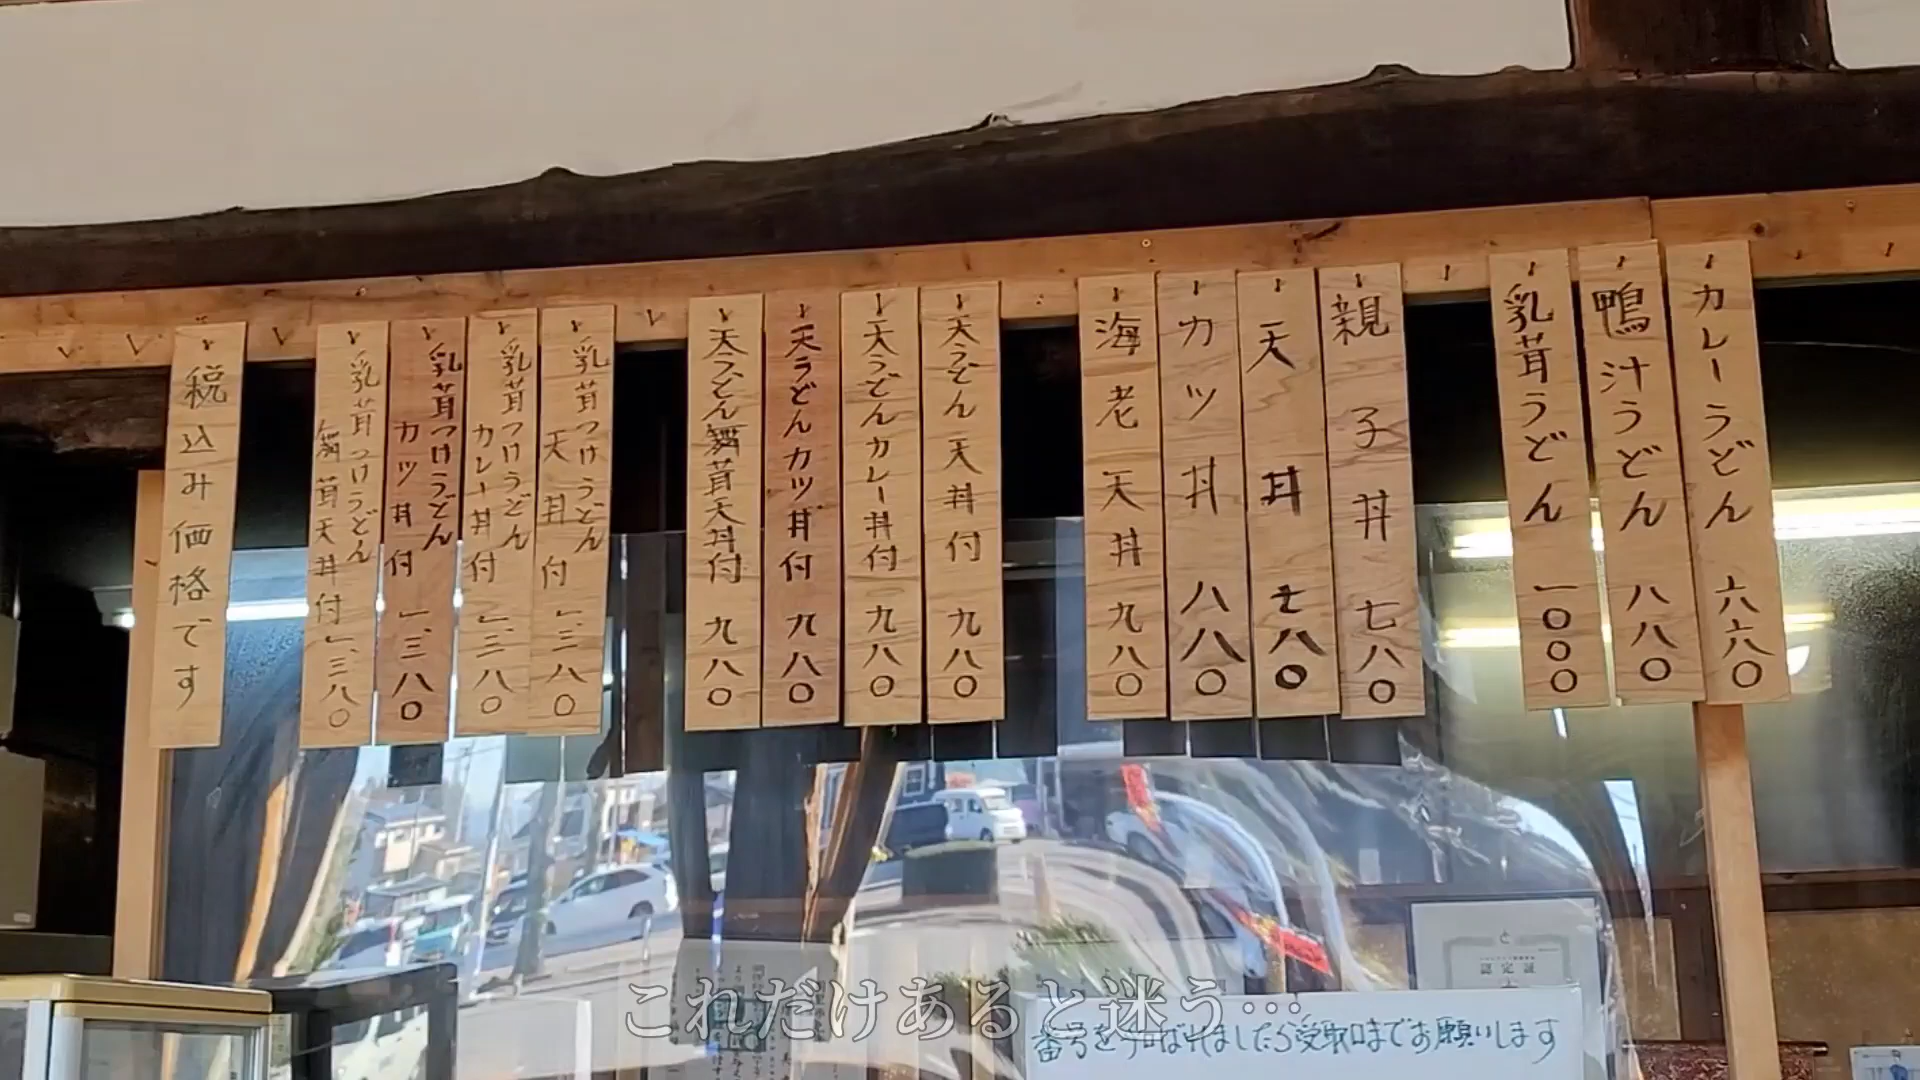 カレーうどん 六八〇
鴨汁うどん 八八〇
乳茸うどん 一000
親子丼 七八〇
天丼 七八〇
カツ丼 八八〇
海老天丼 九八〇
天うどん天丼付 九八〇
天うどんカレー丼付 九八〇
天うどんカツ丼付 九八〇
天うどん舞茸天丼付 九八〇
乳茸つけうどん
天丼付 一、三八〇
乳茸つけうどん
カレー丼付 一、三八〇
乳茸つけうどん
カツ丼付 一、三八〇
乳茸つけうどん
舞茸天丼付 一、三八〇
税込み価格です
認定証
これだけあると迷う…
番号を呼ばれましたら受取口までお願いします